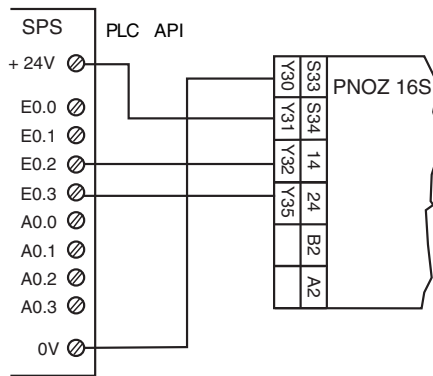 SPS
PLC API
+ 24V
E0.0
E0.1
E0.2
E0.3
A0.0
A0.1
A0.2
A0.3
0V
Y30 S33
Y31 S34
Y32 14
Y35 24
B2
A2
PNOZ 16S